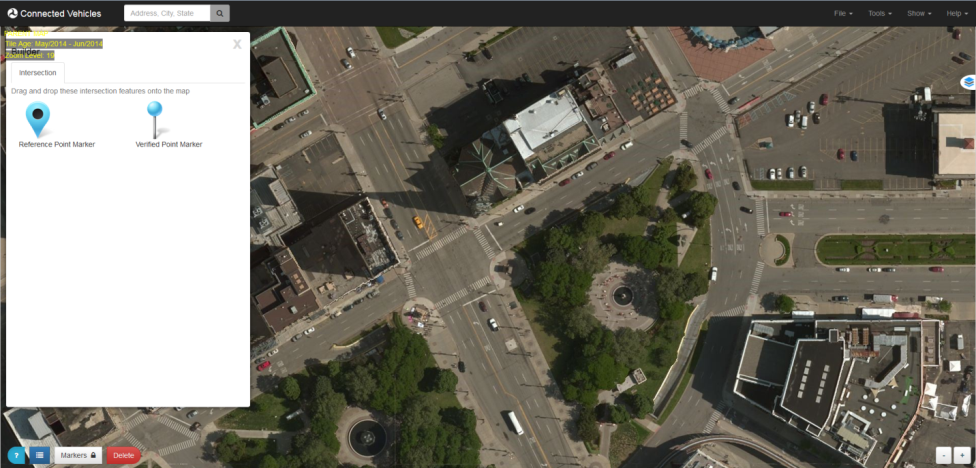 Connected Vehicles
Address, City, State
File
Tools
Show
Help
Tile Age: May/2014 - Jun/2014
Builder
Zoom Level: 19
Intersection
X
Drag and drop these intersection features onto the map
Reference Point Marker
Verified Point Marker
?
Markers
Delete
-
+